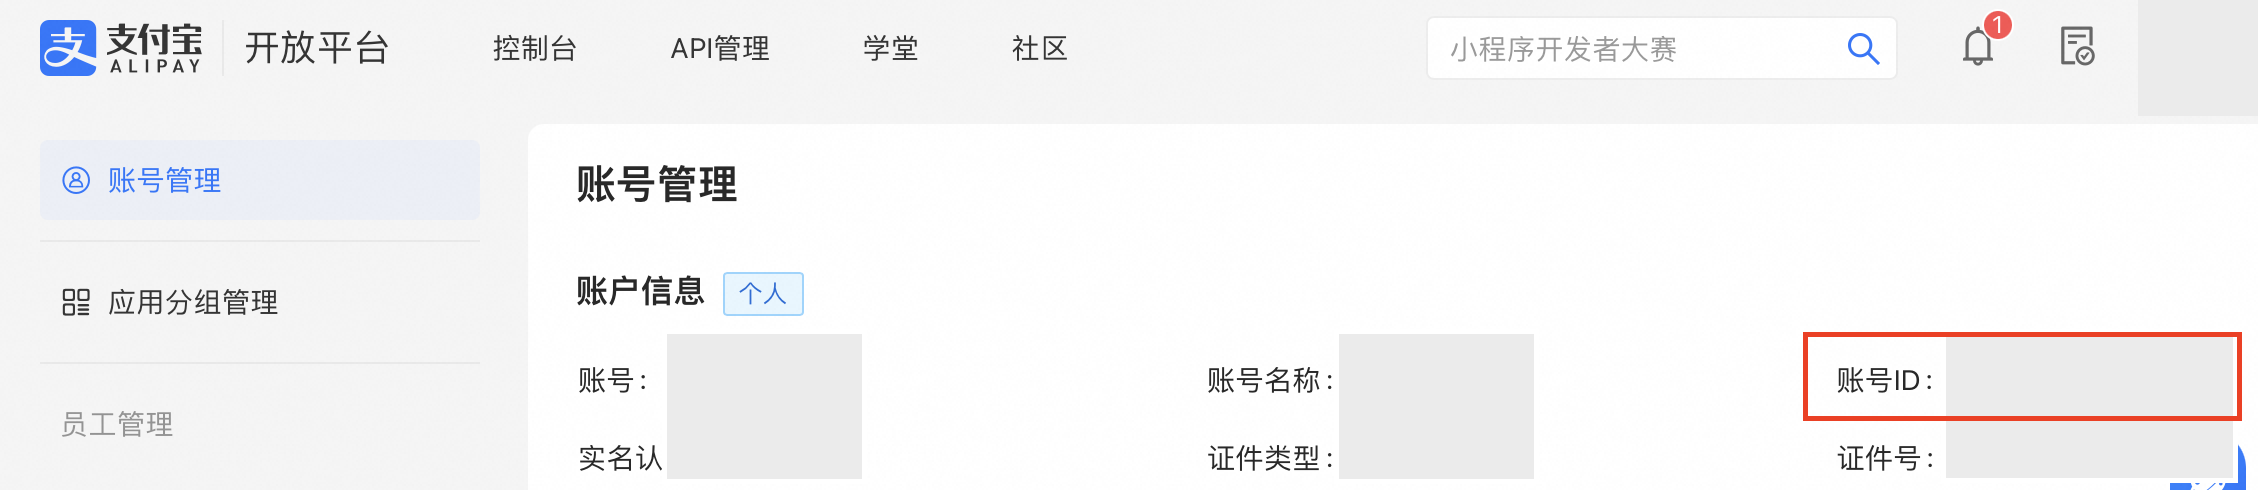 支付宝 ALIPAY 开放平台 控制台 API管理 学堂 社区 小程序开发者大赛 1
账号管理
应用分组管理
员工管理
账号管理
账户信息 个人
账号: 账号名称: 账号ID:
实名认 证件类型: 证件号: